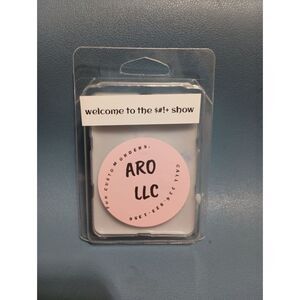 welcome to the $#!+ show
FOR CUSTOM ORDERS,
ARO
LLC